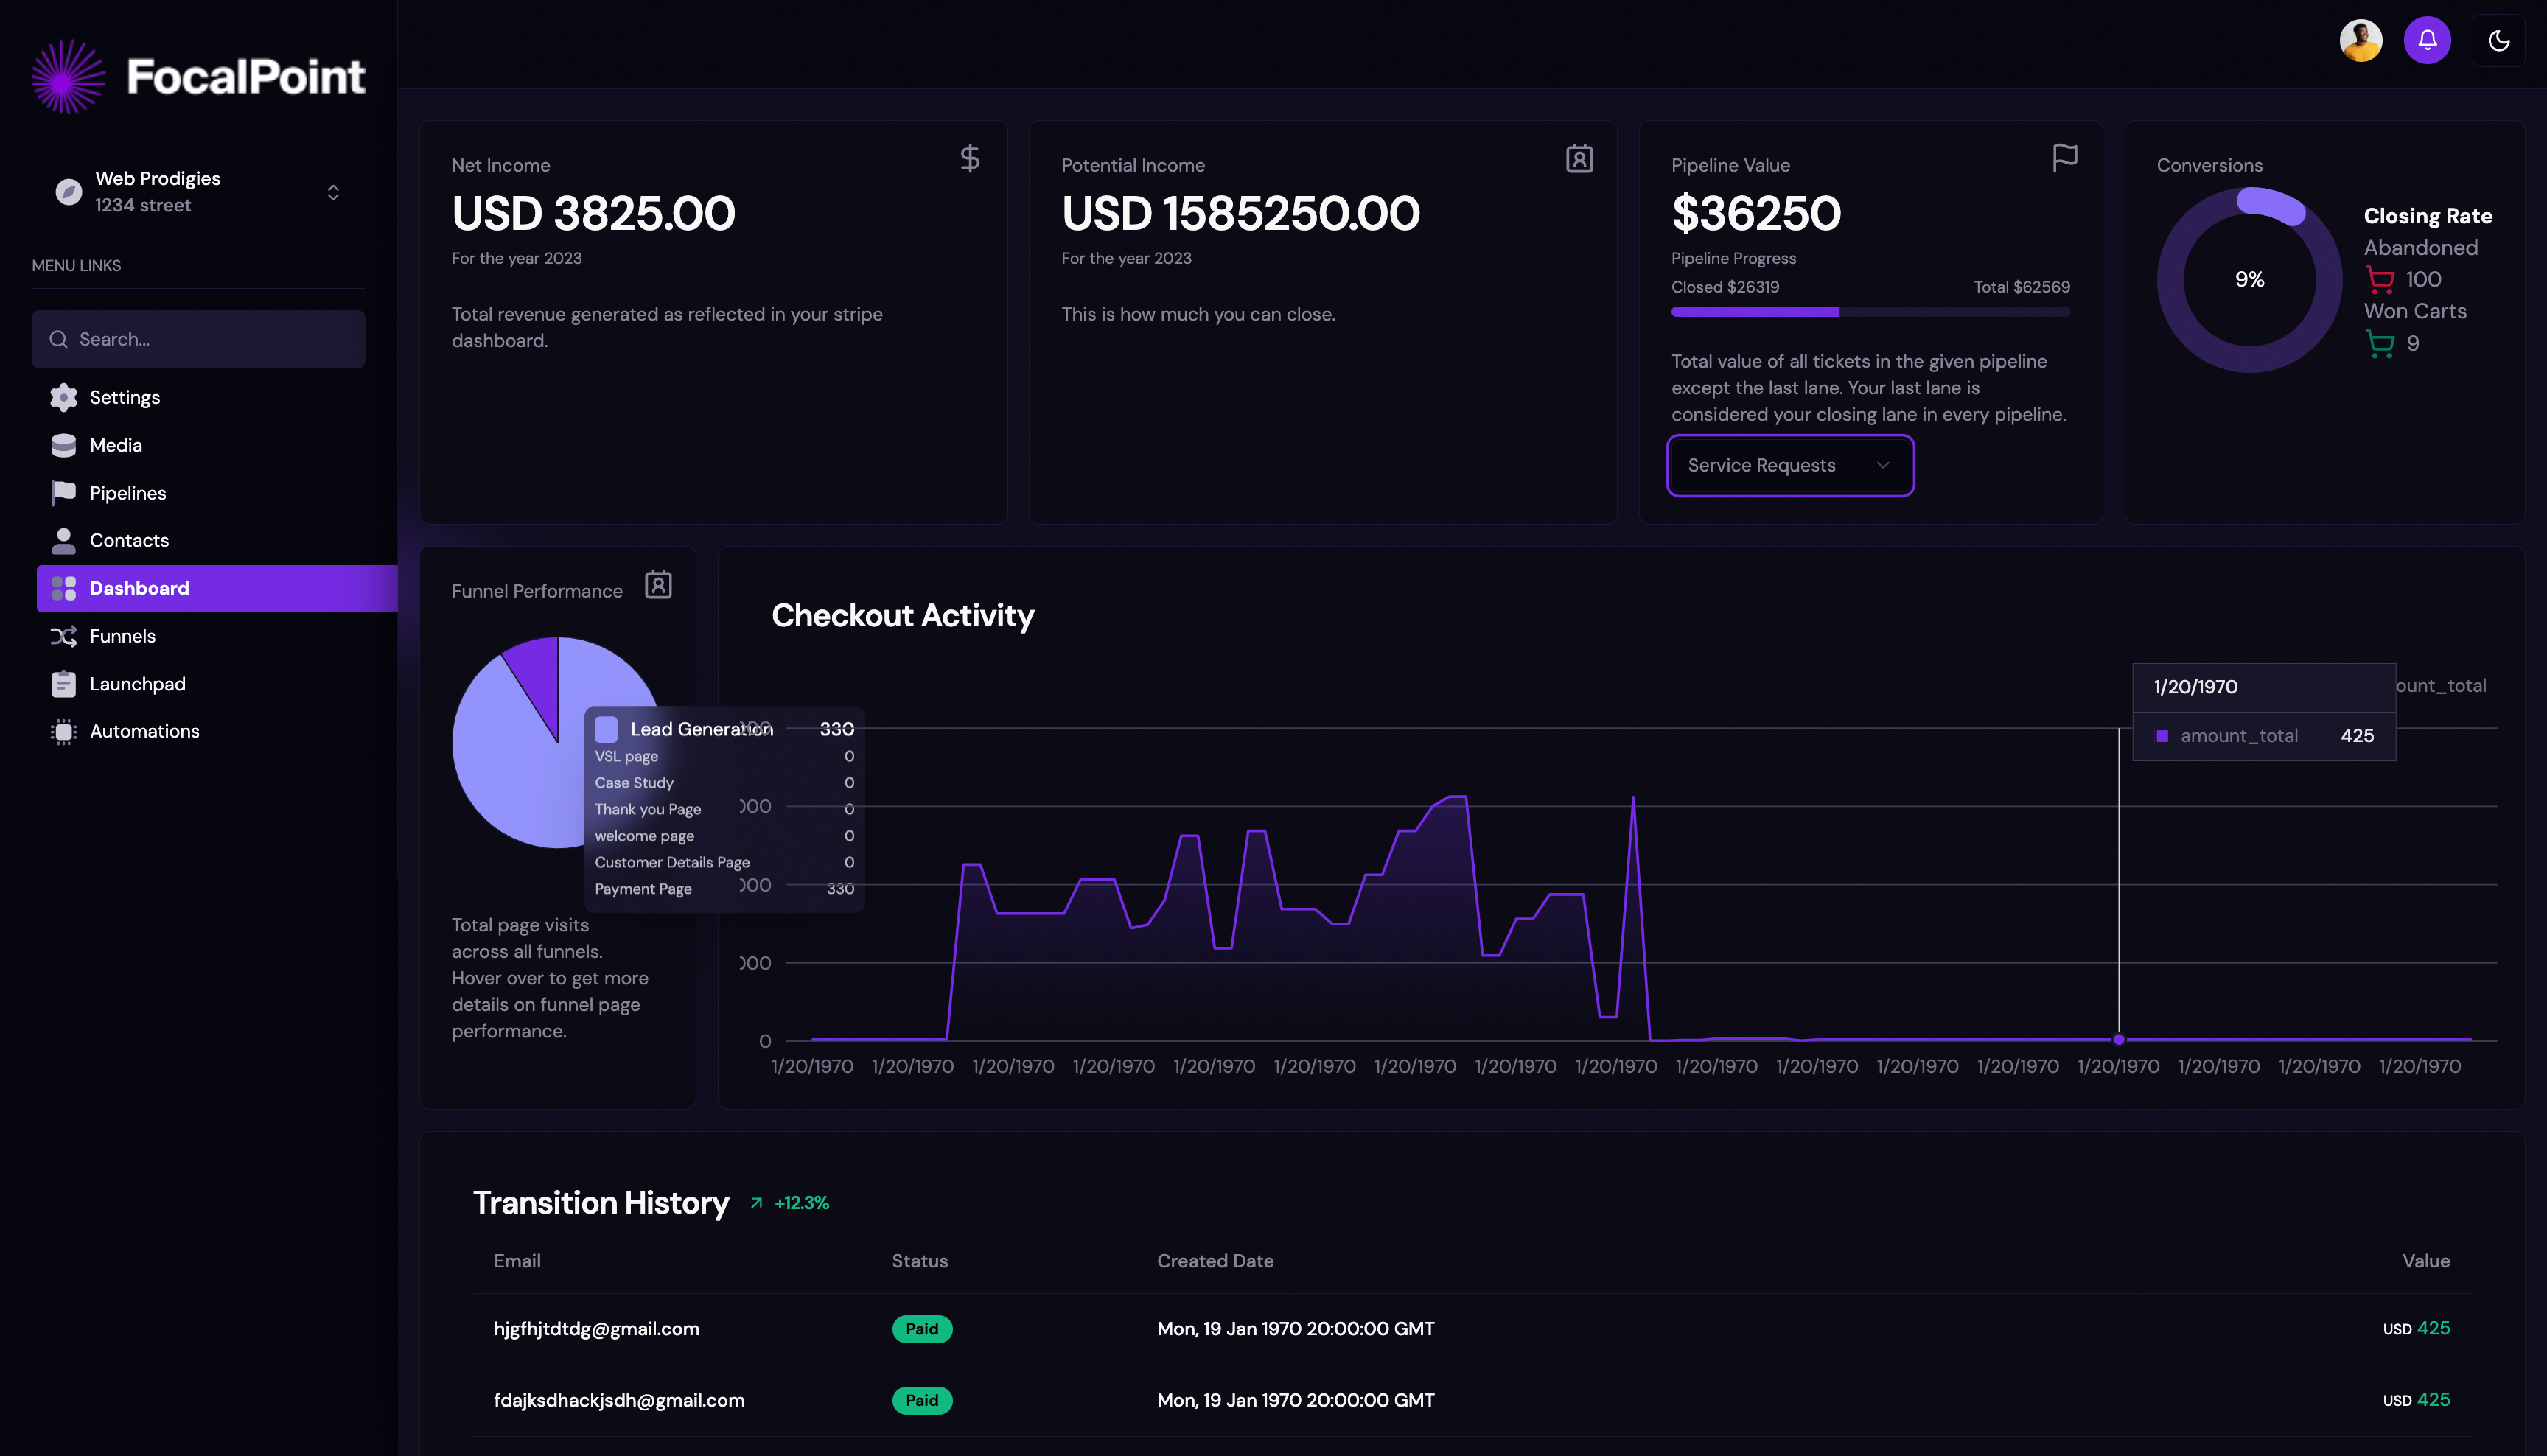 FocalPoint
Web Prodigies
1234 street
MENU LINKS
Search...
Settings
Media
Pipelines
Contacts
Dashboard
Funnels
Launchpad
Automations
Net Income
USD 3825.00
For the year 2023
Total revenue generated as reflected in your stripe
dashboard.
Potential Income
USD 1585250.00
For the year 2023
This is how much you can close.
Pipeline Value
$36250
Pipeline Progress
Closed $26319 Total $62569
Total value of all tickets in the given pipeline
except the last lane. Your last lane is
considered your closing lane in every pipeline.
Service Requests
Conversions
9%
Closing Rate
Abandoned
100
Won Carts
9
Funnel Performance
Lead Generation 330
VSL page 0
Case Study 0
Thank you Page 0
welcome page 0
Customer Details Page 0
Payment Page 330
Total page visits
across all funnels.
Hover over to get more
details on funnel page
performance.
Checkout Activity
ount_total
1/20/1970
amount_total 425
000
000
000
0
1/20/1970 1/20/1970 1/20/1970 1/20/1970 1/20/1970 1/20/1970 1/20/1970 1/20/1970 1/20/1970 1/20/1970 1/20/1970 1/20/1970 1/20/1970 1/20/1970 1/20/1970 1/20/1970 1/20/1970
Transition History +12.3%
Email Status Created Date Value
hjgfhjtdtdg@gmail.com Paid Mon, 19 Jan 1970 20:00:00 GMT USD 425
fdajksdhackjsdh@gmail.com Paid Mon, 19 Jan 1970 20:00:00 GMT USD 425